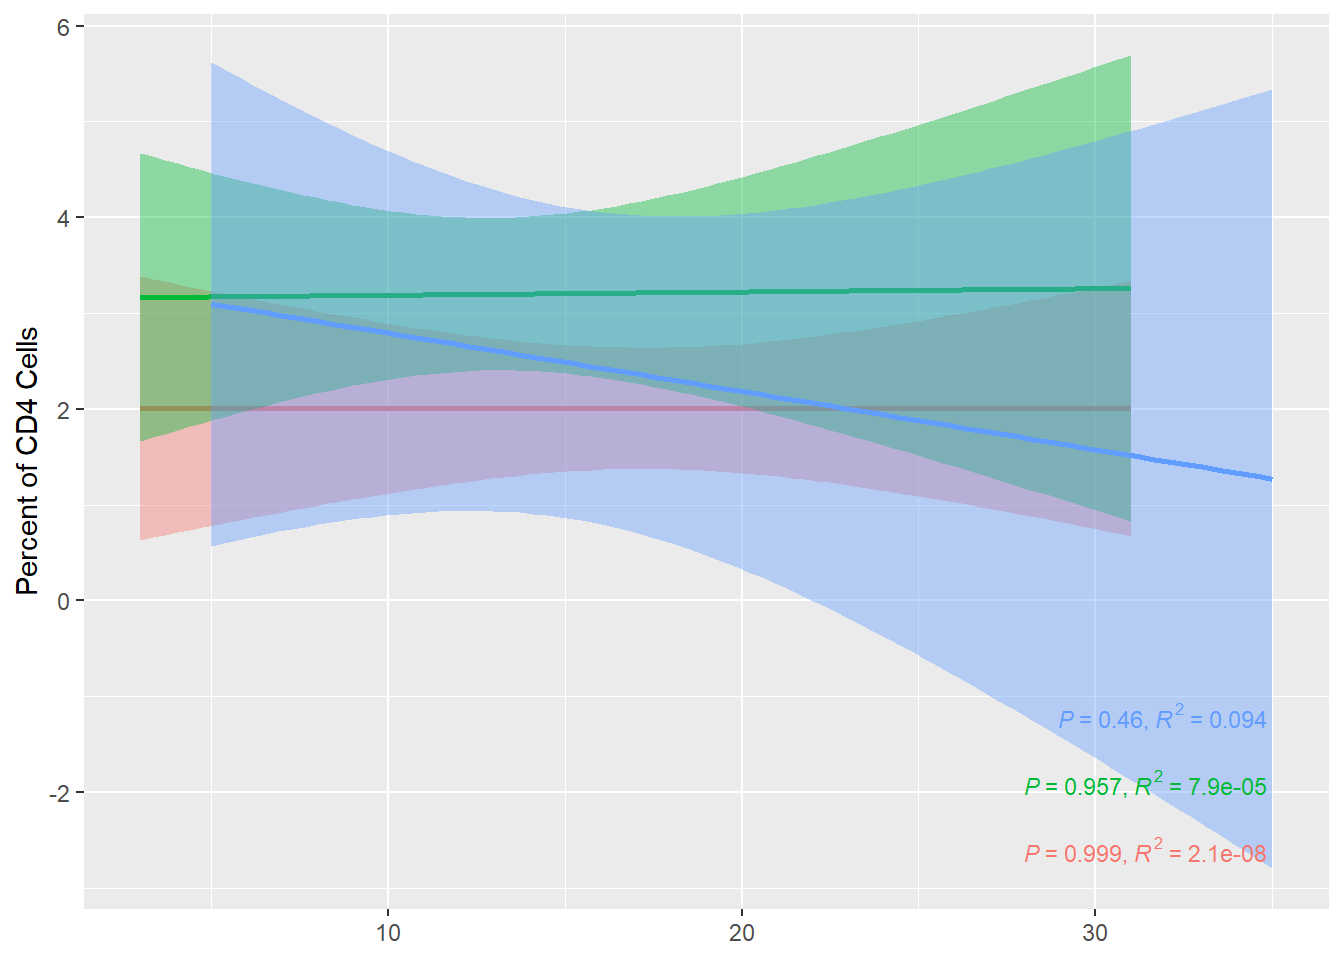 Percent of CD4 Cells
6
4
2
0
-2
P = 0.46, R² = 0.094
P = 0.957, R² = 7.9e-05
P = 0.999, R² = 2.1e-08
10 20 30